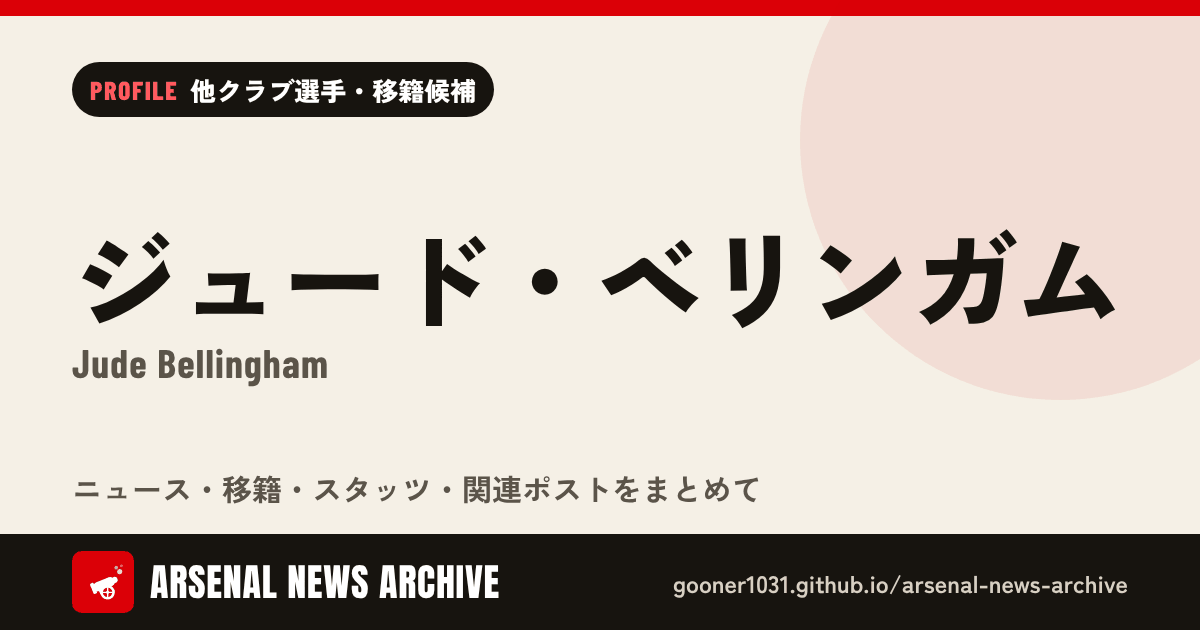 PROFILE 他クラブ選手・移籍候補
ジュード・ベリンガム
Jude Bellingham
ニュース・移籍・スタッツ・関連ポストをまとめて
ARSENAL NEWS ARCHIVE
gooner1031.github.io/arsenal-news-archive